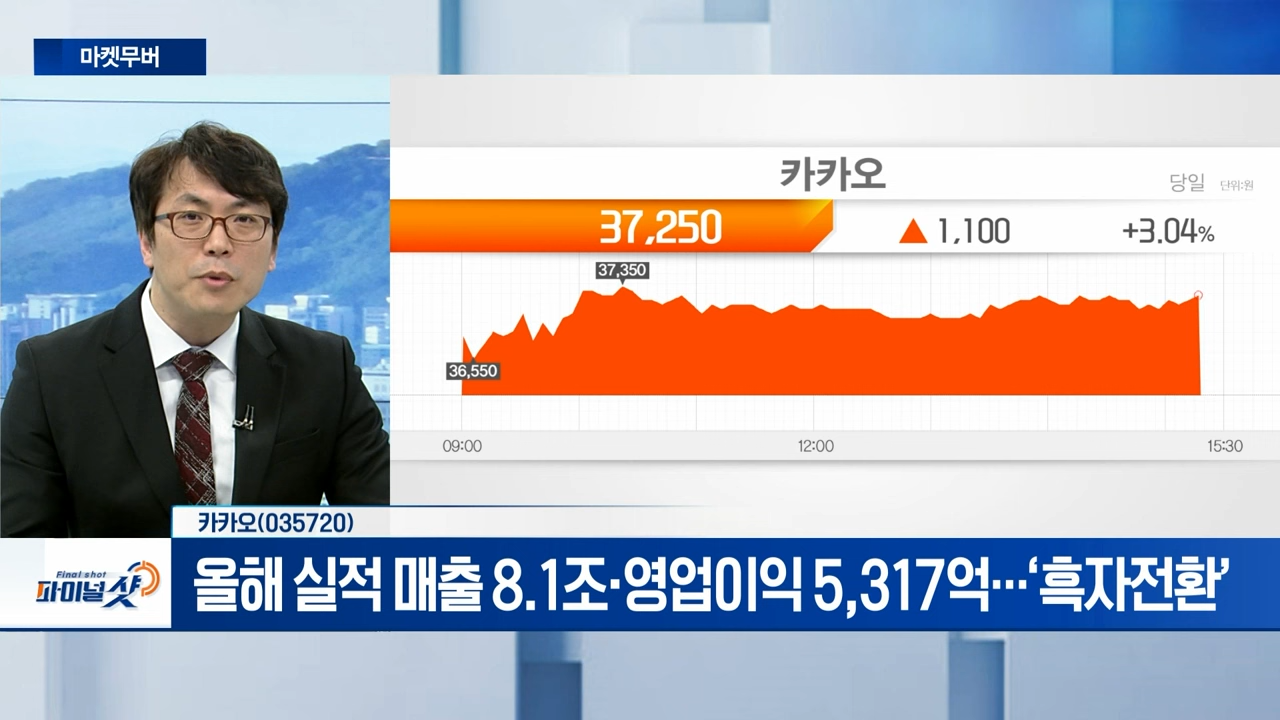 마켓무버
카카오
당일 단위:원
37,250 ▲ 1,100 +3.04%
37,350
36,550
09:00 12:00 15:30
카카오(035720)
Final shot
파이널샷
올해 실적 매출 8.1조·영업이익 5,317억…‘흑자전환’